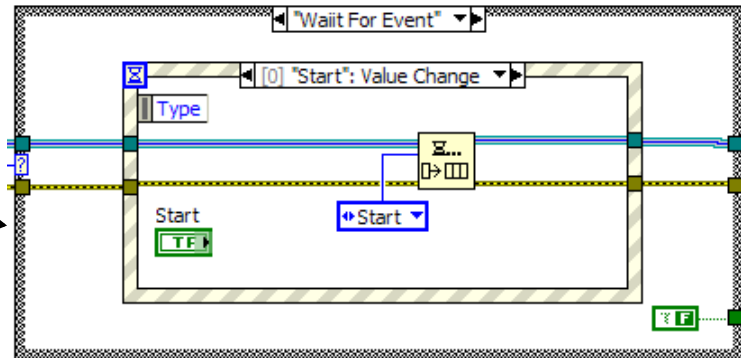 "Waiit For Event"
[0] "Start": Value Change
Type
?
Start
TF
Start
F